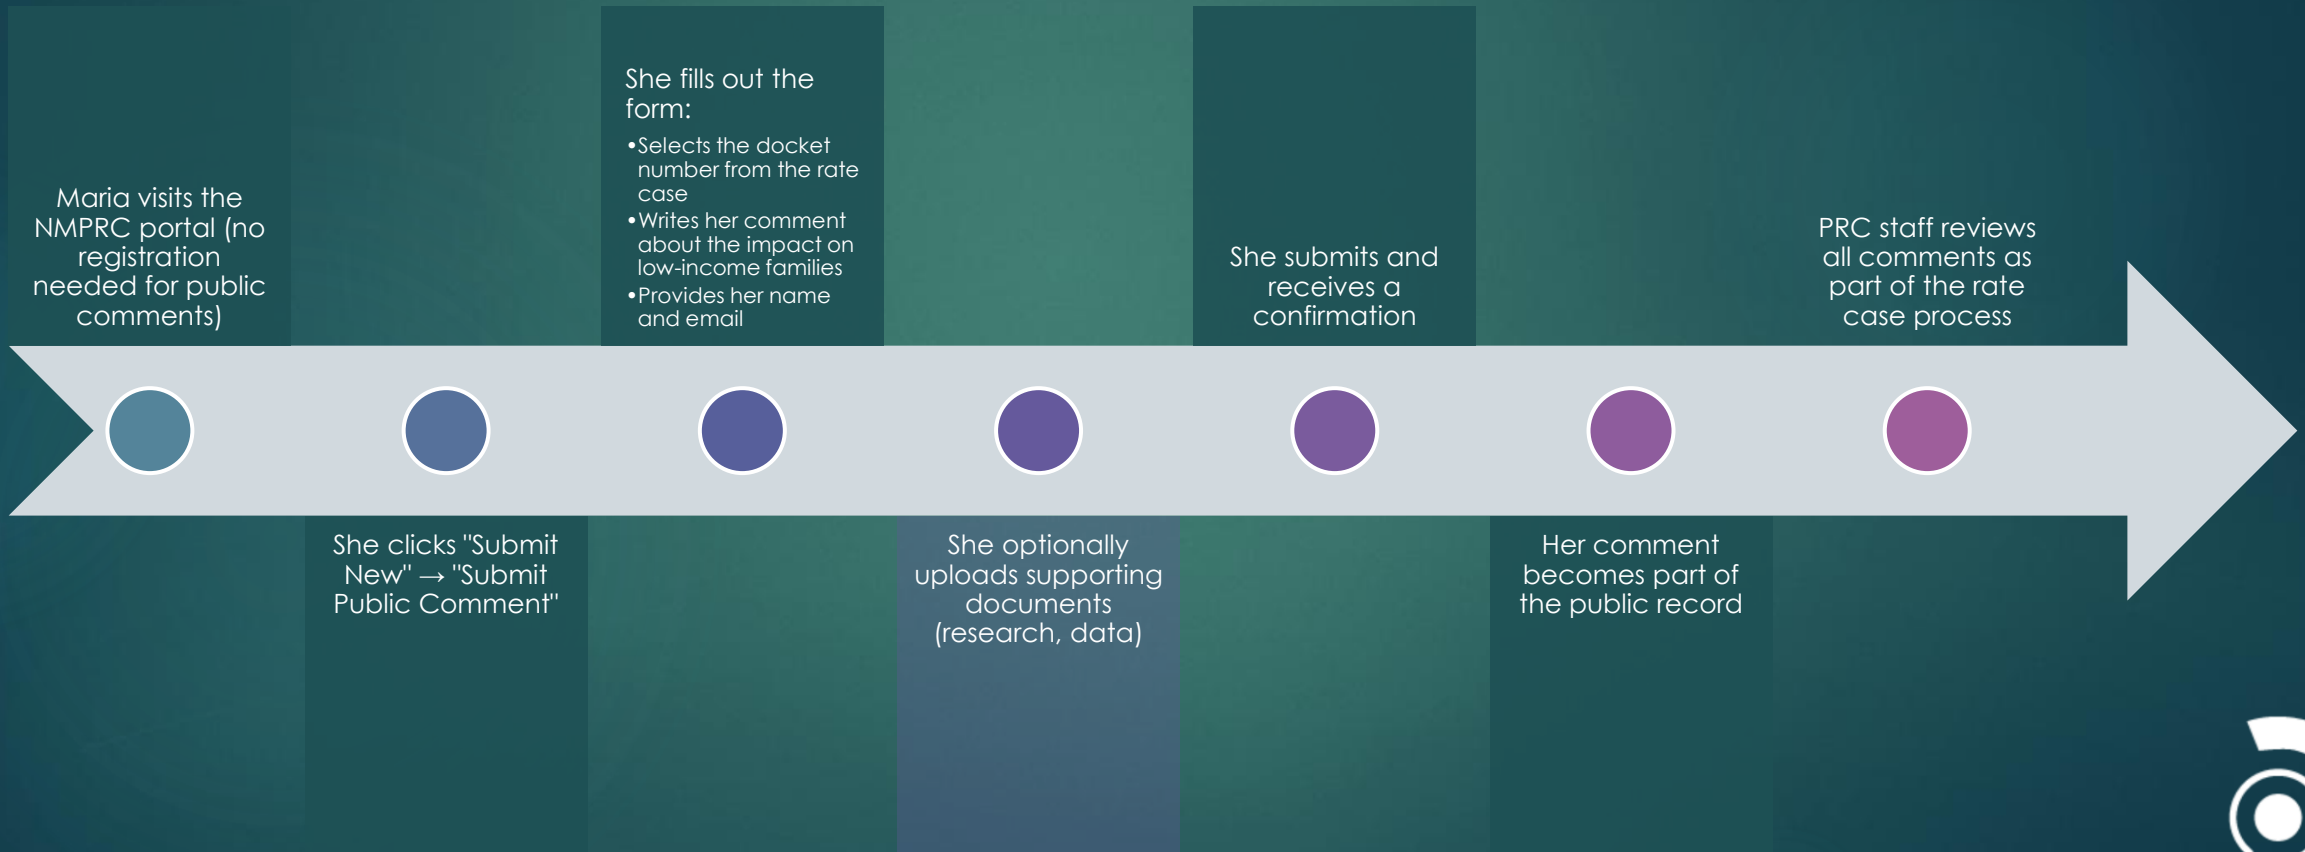 Maria visits the
NMPRC portal (no
registration
needed for public
comments)
She clicks "Submit
New" → "Submit
Public Comment"
She fills out the
form:
•Selects the docket
number from the rate
case
•Writes her comment
about the impact on
low-income families
•Provides her name
and email
She optionally
uploads supporting
documents
(research, data)
She submits and
receives a
confirmation
Her comment
becomes part of
the public record
PRC staff reviews
all comments as
part of the rate
case process